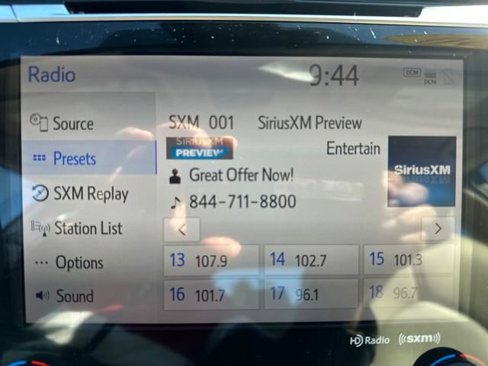 Radio
9:44
DCM
DCM
Source
SXM 001 SiriusXM Preview
SIRIUSXM
PREVIEW
Entertain
SiriusXM
Presets
Great Offer Now!
SXM Replay
844-711-8800
Station List
< >
Options
13 107.9 14 102.7 15 101.3
Sound
16 101.7 17 96.1 18 96.7
HD Radio ((sxm))